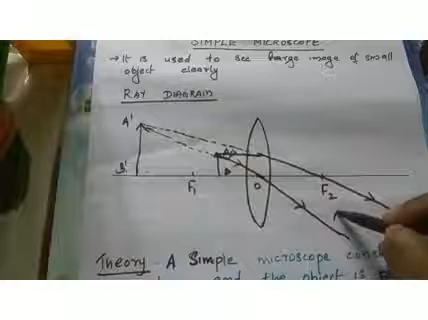 SIMPLE MICROSCOPE
→ It is used to see large image of small
object clearly
RAY DIAGRAM
A'
A
B'
F₁
B
O
F₂
Theory. A Simple microscope
and the object is